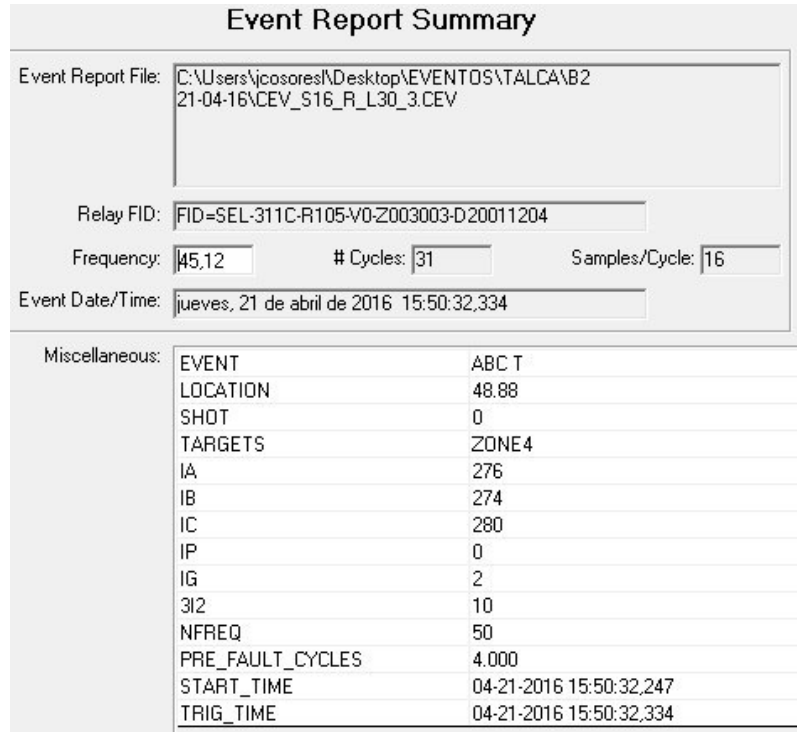 Event Report Summary
Event Report File: C:\Users\jcosoresl\Desktop\EVENTOS\TALCA\B2
21-04-16\CEV_S16_R_L30_3.CEV
Relay FID: FID=SEL-311C-R105-V0-Z003003-D20011204
Frequency: 45,12 # Cycles: 31 Samples/Cycle: 16
Event Date/Time: jueves, 21 de abril de 2016 15:50:32,334
Miscellaneous: EVENT ABC T
LOCATION 48.88
SHOT 0
TARGETS ZONE4
IA 276
IB 274
IC 280
IP 0
IG 2
3I2 10
NFREQ 50
PRE_FAULT_CYCLES 4.000
START_TIME 04-21-2016 15:50:32,247
TRIG_TIME 04-21-2016 15:50:32,334